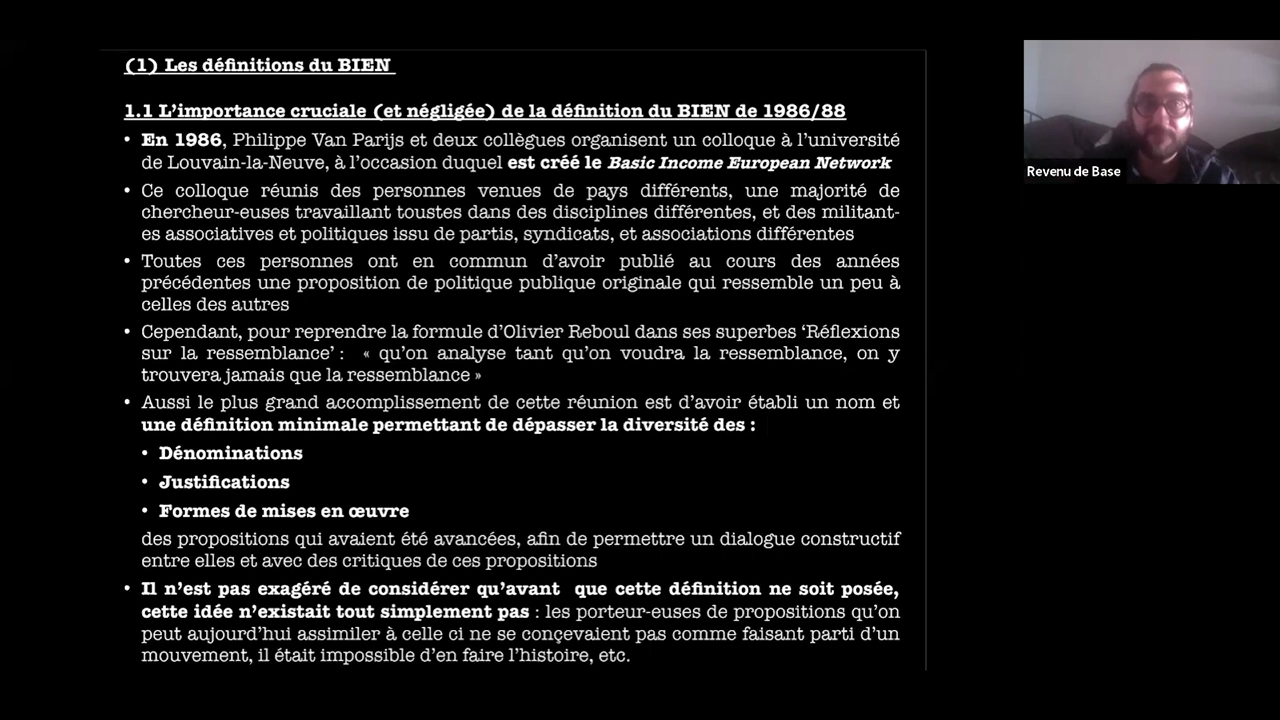 (1) Les définitions du BIEN
1.1 L’importance cruciale (et négligée) de la définition du BIEN de 1986/88
• En 1986, Philippe Van Parijs et deux collègues organisent un colloque à l’université
de Louvain-la-Neuve, à l’occasion duquel est créé le Basic Income European Network
• Ce colloque réunis des personnes venues de pays différents, une majorité de
chercheur-euses travaillant toustes dans des disciplines différentes, et des militant-
es associatives et politiques issu de partis, syndicats, et associations différentes
• Toutes ces personnes ont en commun d’avoir publié au cours des années
précédentes une proposition de politique publique originale qui ressemble un peu à
celles des autres
• Cependant, pour reprendre la formule d’Olivier Reboul dans ses superbes ‘Réflexions
sur la ressemblance’ : « qu’on analyse tant qu’on voudra la ressemblance, on y
trouvera jamais que la ressemblance »
• Aussi le plus grand accomplissement de cette réunion est d’avoir établi un nom et
une définition minimale permettant de dépasser la diversité des :
• Dénominations
• Justifications
• Formes de mises en œuvre
des propositions qui avaient été avancées, afin de permettre un dialogue constructif
entre elles et avec des critiques de ces propositions
• Il n’est pas exagéré de considérer qu’avant que cette définition ne soit posée,
cette idée n’existait tout simplement pas : les porteur-euses de propositions qu’on
peut aujourd’hui assimiler à celle ci ne se conçevaient pas comme faisant parti d’un
mouvement, il était impossible d’en faire l’histoire, etc.
Revenu de Base